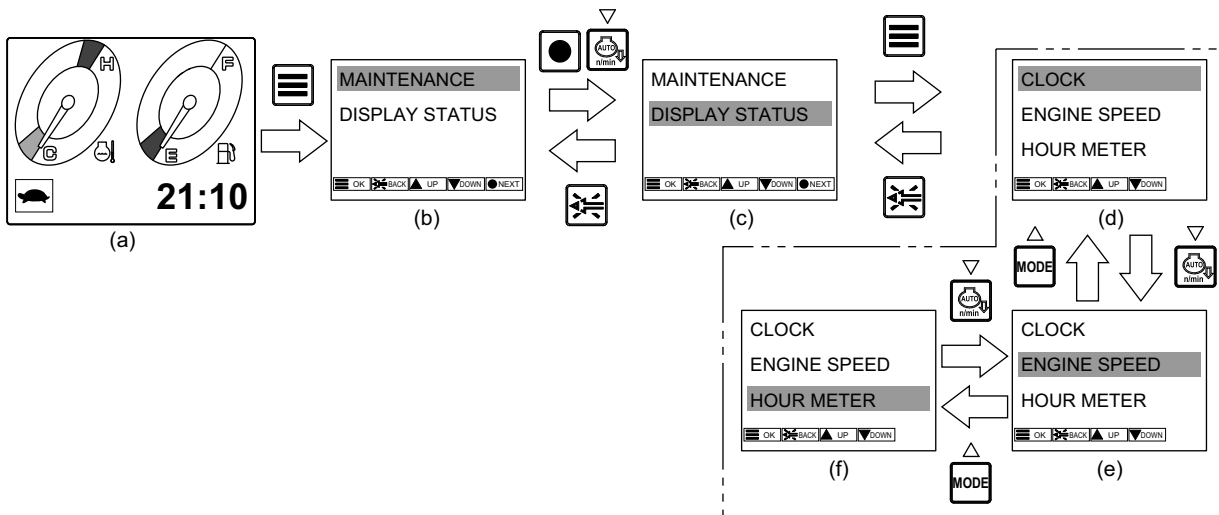 H
C
F
E
21:10
(a)
MAINTENANCE
DISPLAY STATUS
OK BACK UP DOWN NEXT
(b)
AUTO
n/min
MAINTENANCE
DISPLAY STATUS
OK BACK UP DOWN NEXT
(c)
CLOCK
ENGINE SPEED
HOUR METER
OK BACK UP DOWN
(d)
MODE
AUTO
n/min
CLOCK
ENGINE SPEED
HOUR METER
OK BACK UP DOWN
(e)
AUTO
n/min
MODE
CLOCK
ENGINE SPEED
HOUR METER
OK BACK UP DOWN
(f)